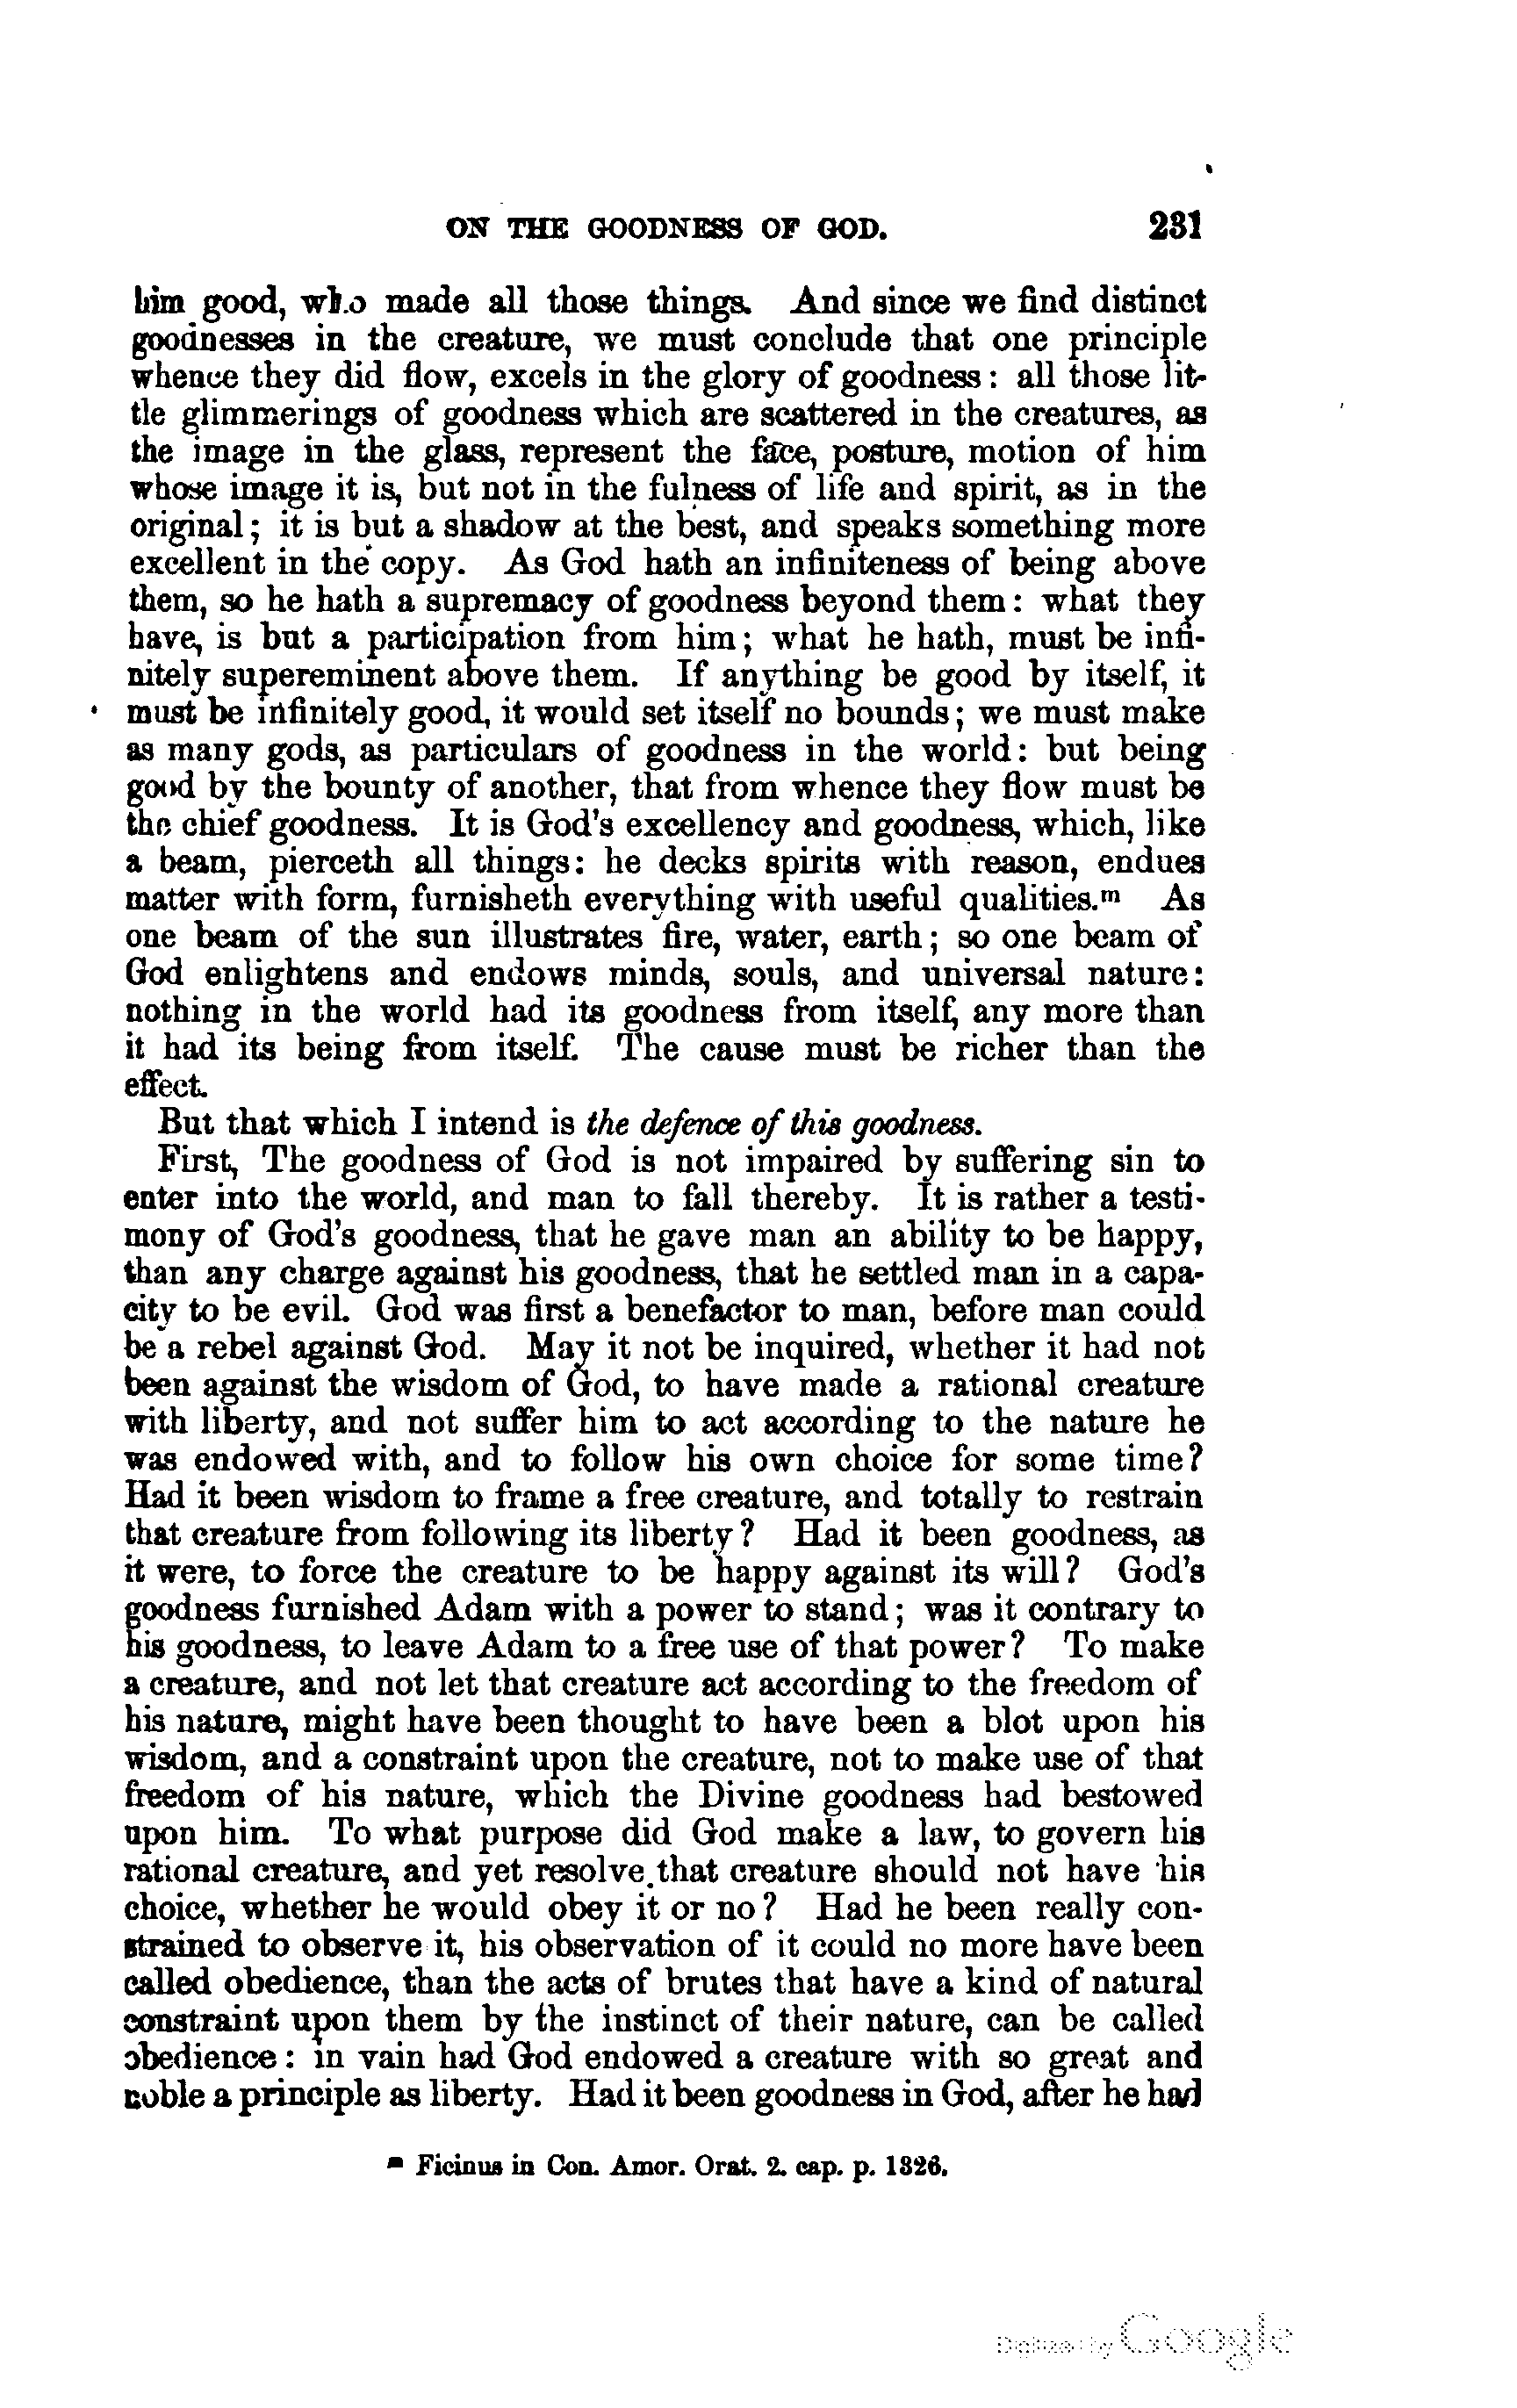 ON THE GOODNESS OF GOD. 231
him good, who made all those things. And since we find distinct
goodnesses in the creature, we must conclude that one principle
whence they did flow, excels in the glory of goodness: all those lit-
tle glimmerings of goodness which are scattered in the creatures, as
the image in the glass, represent the face, posture, motion of him
whose image it is, but not in the fulness of life and spirit, as in the
original; it is but a shadow at the best, and speaks something more
excellent in the copy. As God hath an infiniteness of being above
them, so he hath a supremacy of goodness beyond them: what they
have, is but a participation from him; what he hath, must be infi-
nitely supereminent above them. If anything be good by itself, it
must be infinitely good, it would set itself no bounds; we must make
as many gods, as particulars of goodness in the world: but being
good by the bounty of another, that from whence they flow must be
the chief goodness. It is God's excellency and goodness, which, like
a beam, pierceth all things: he decks spirits with reason, endues
matter with form, furnisheth everything with useful qualities.m As
one beam of the sun illustrates fire, water, earth; so one beam of
God enlightens and endows minds, souls, and universal nature:
nothing in the world had its goodness from itself, any more than
it had its being from itself. The cause must be richer than the
effect.
But that which I intend is the defence of this goodness.
First, The goodness of God is not impaired by suffering sin to
enter into the world, and man to fall thereby. It is rather a testi-
mony of God's goodness, that he gave man an ability to be happy,
than any charge against his goodness, that he settled man in a capa-
city to be evil. God was first a benefactor to man, before man could
be a rebel against God. May it not be inquired, whether it had not
been against the wisdom of God, to have made a rational creature
with liberty, and not suffer him to act according to the nature he
was endowed with, and to follow his own choice for some time?
Had it been wisdom to frame a free creature, and totally to restrain
that creature from following its liberty? Had it been goodness, as
it were, to force the creature to be happy against its will? God's
goodness furnished Adam with a power to stand; was it contrary to
his goodness, to leave Adam to a free use of that power? To make
a creature, and not let that creature act according to the freedom of
his nature, might have been thought to have been a blot upon his
wisdom, and a constraint upon the creature, not to make use of that
freedom of his nature, which the Divine goodness had bestowed
upon him. To what purpose did God make a law, to govern his
rational creature, and yet resolve that creature should not have his
choice, whether he would obey it or no? Had he been really con-
strained to observe it, his observation of it could no more have been
called obedience, than the acts of brutes that have a kind of natural
constraint upon them by the instinct of their nature, can be called
obedience: in vain had God endowed a creature with so great and
noble a principle as liberty. Had it been goodness in God, after he had
m Ficinus in Con. Amor. Orat. 2. cap. p. 1326.
Digitized by Google